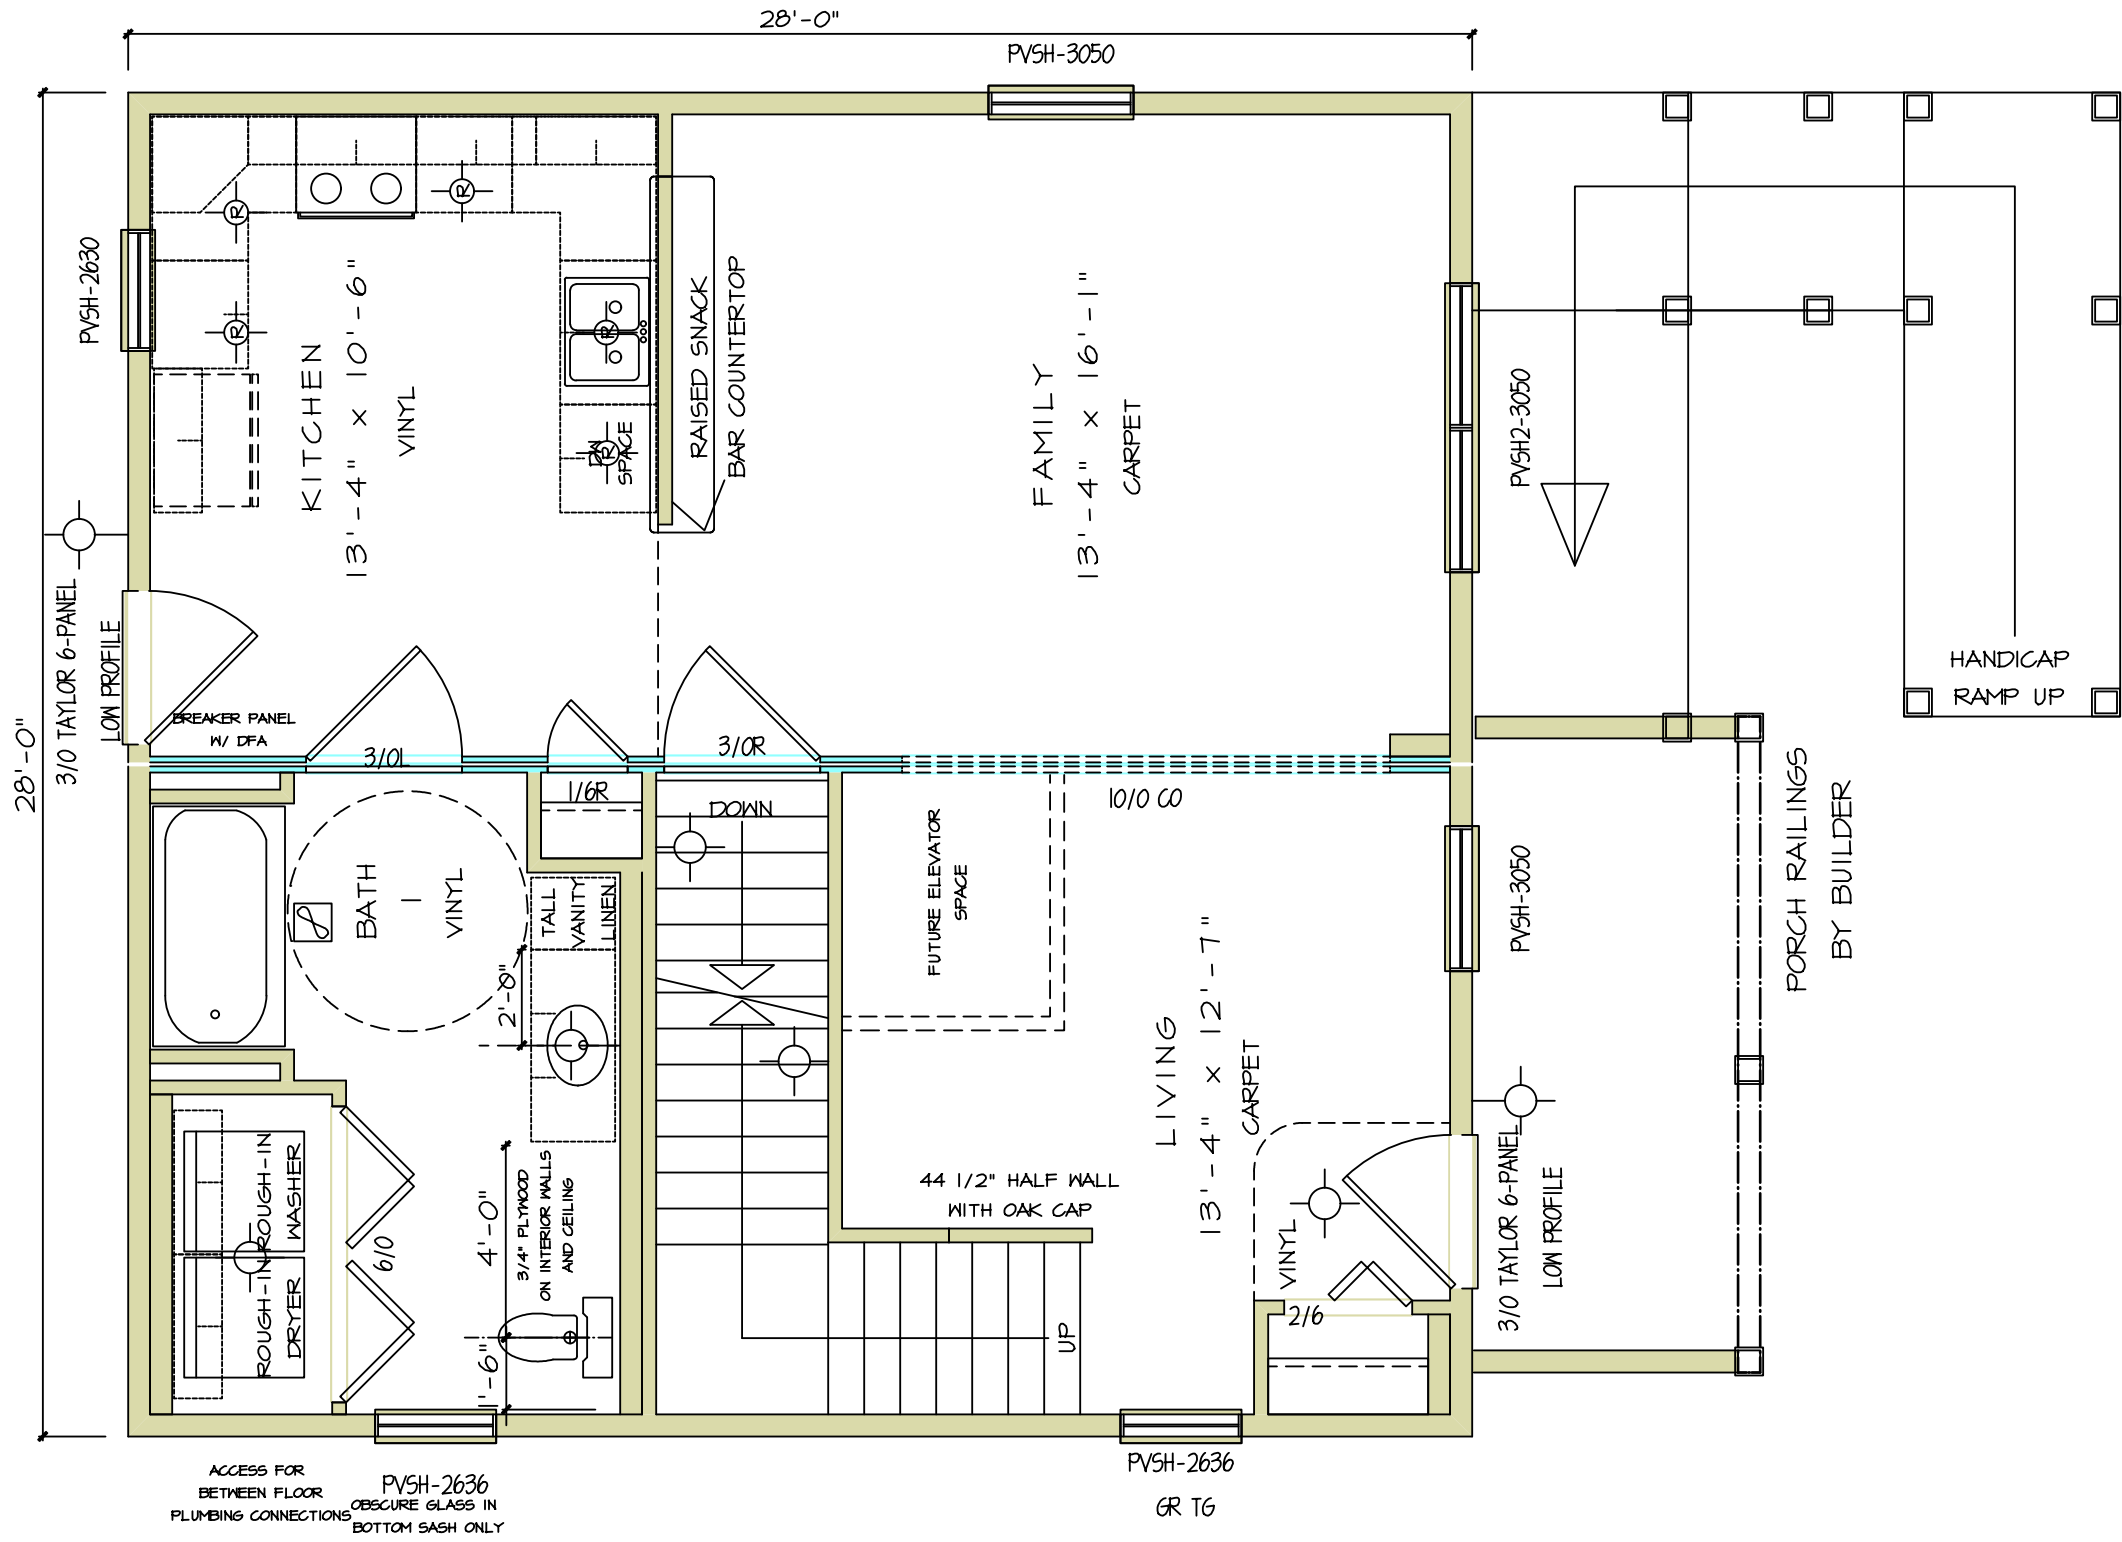 28'-0"
PVSH-3050
PVSH-2630
R
R
R
R
R
KITCHEN
13'-4" x 10'-6"
VINYL
DW
SPACE
RAISED SNACK
BAR COUNTERTOP
FAMILY
13'-4" x 16'-1"
CARPET
PVSH2-3050
HANDICAP
RAMP UP
3/0 TAYLOR 6-PANEL
LOW PROFILE
28'-0"
BREAKER PANEL
W/ DFA
3/0L
3/0R
1/6R
DOWN
10/0 CO
FUTURE ELEVATOR
SPACE
BATH
1
VINYL
TALL
VANITY
LINEN
2'-0"
PVSH-3050
PORCH RAILINGS
BY BUILDER
LIVING
13'-4" x 12'-7"
CARPET
44 1/2" HALF WALL
WITH OAK CAP
VINYL
3/0 TAYLOR 6-PANEL
LOW PROFILE
ROUGH-IN
WASHER
ROUGH-IN
DRYER
6/0
4'-0"
3/4" PLYWOOD
ON INTERIOR WALLS
AND CEILING
1'-6"
UP
2/6
ACCESS FOR
BETWEEN FLOOR
PLUMBING CONNECTIONS
PVSH-2636
OBSCURE GLASS IN
BOTTOM SASH ONLY
PVSH-2636
GR TG